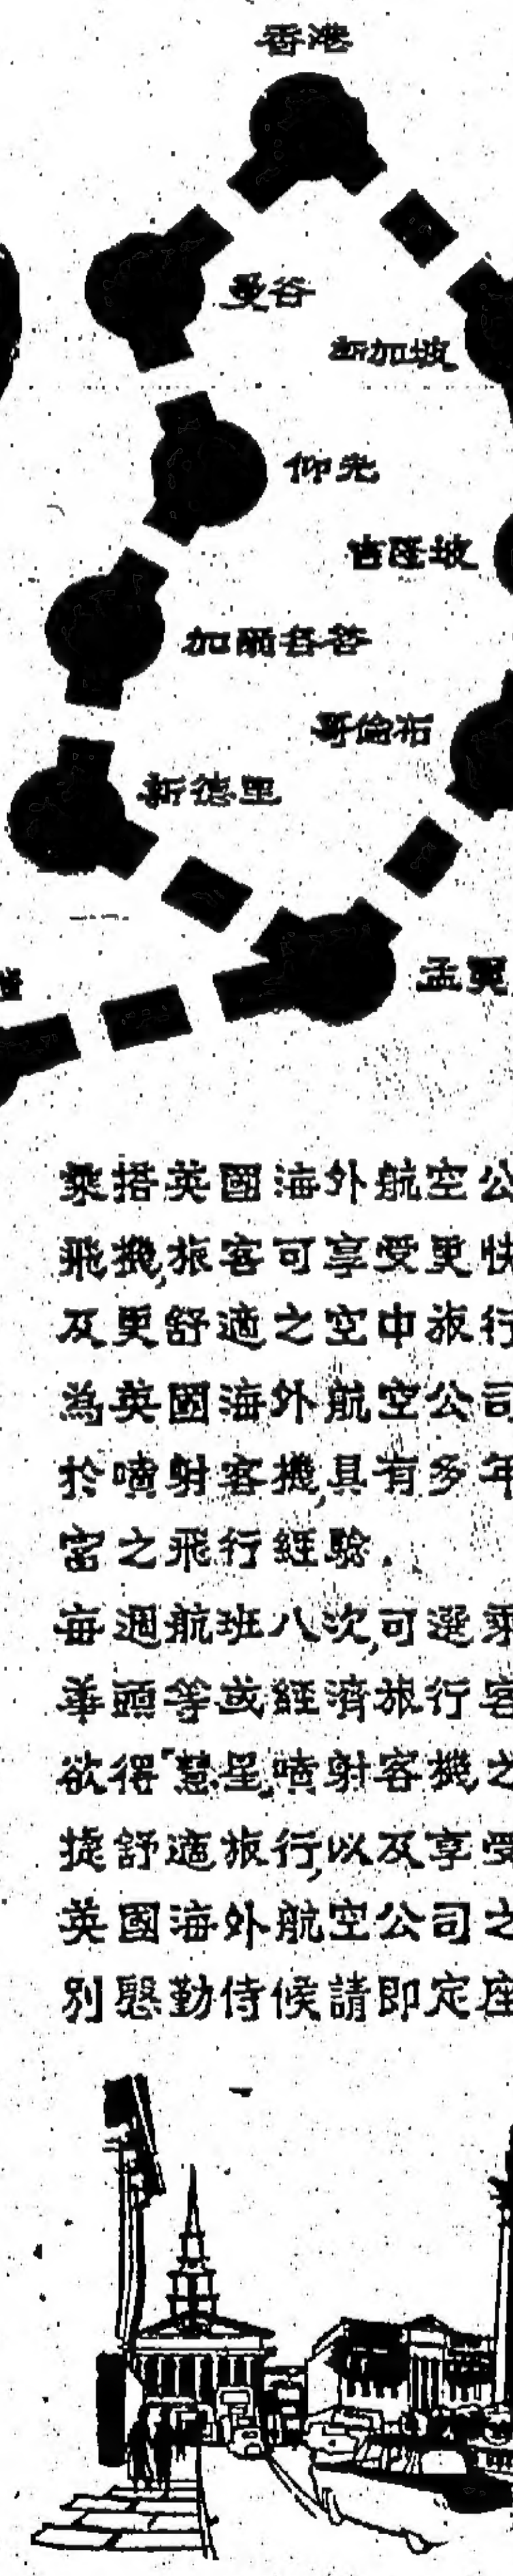 香港
曼谷
新加坡
仰光
吉隆坡
加爾各答
哥倫布
新德里
孟買
乘搭英國海外航空公
飛機,旅客可享受更快
及更舒適之空中旅行
為英國海外航空公司
於噴射客機,具有多年
富之飛行經驗.
每週航班八次,可選乘
華頭等或經濟旅行客
欲得"慧星"噴射客機之
捷舒適旅行,以及享受
英國海外航空公司之
別慇勤侍候請即定座